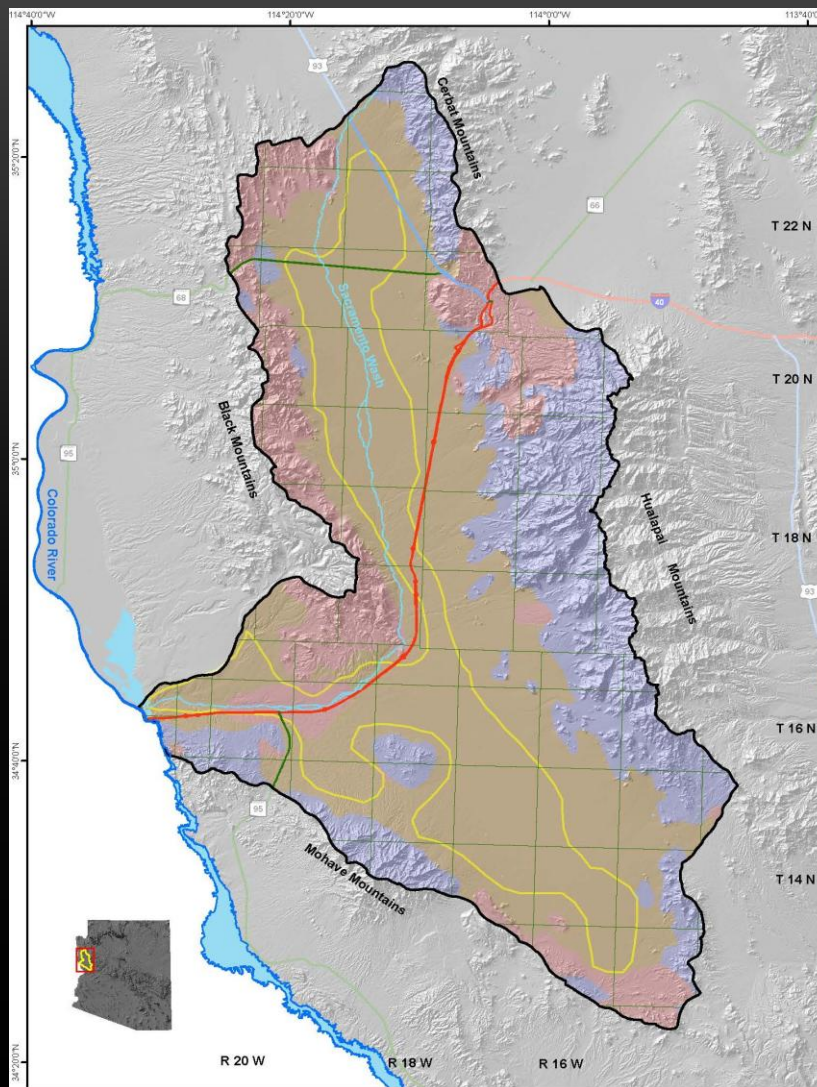 114°40'0"W
114°20'0"W
114°0'0"W
113°40'0"
93
Cerbat Mountains
35°20'0"N
66
T 22 N
40
68
Sacramento Wash
T 20 N
Black Mountains
95
35°0'0"N
Colorado River
Hualapai
Mountains
T 18 N
93
T 16 N
34°40'0"N
95
Mohave Mountains
T 14 N
34°20'0"N
R 20 W
R 18 W
R 16 W